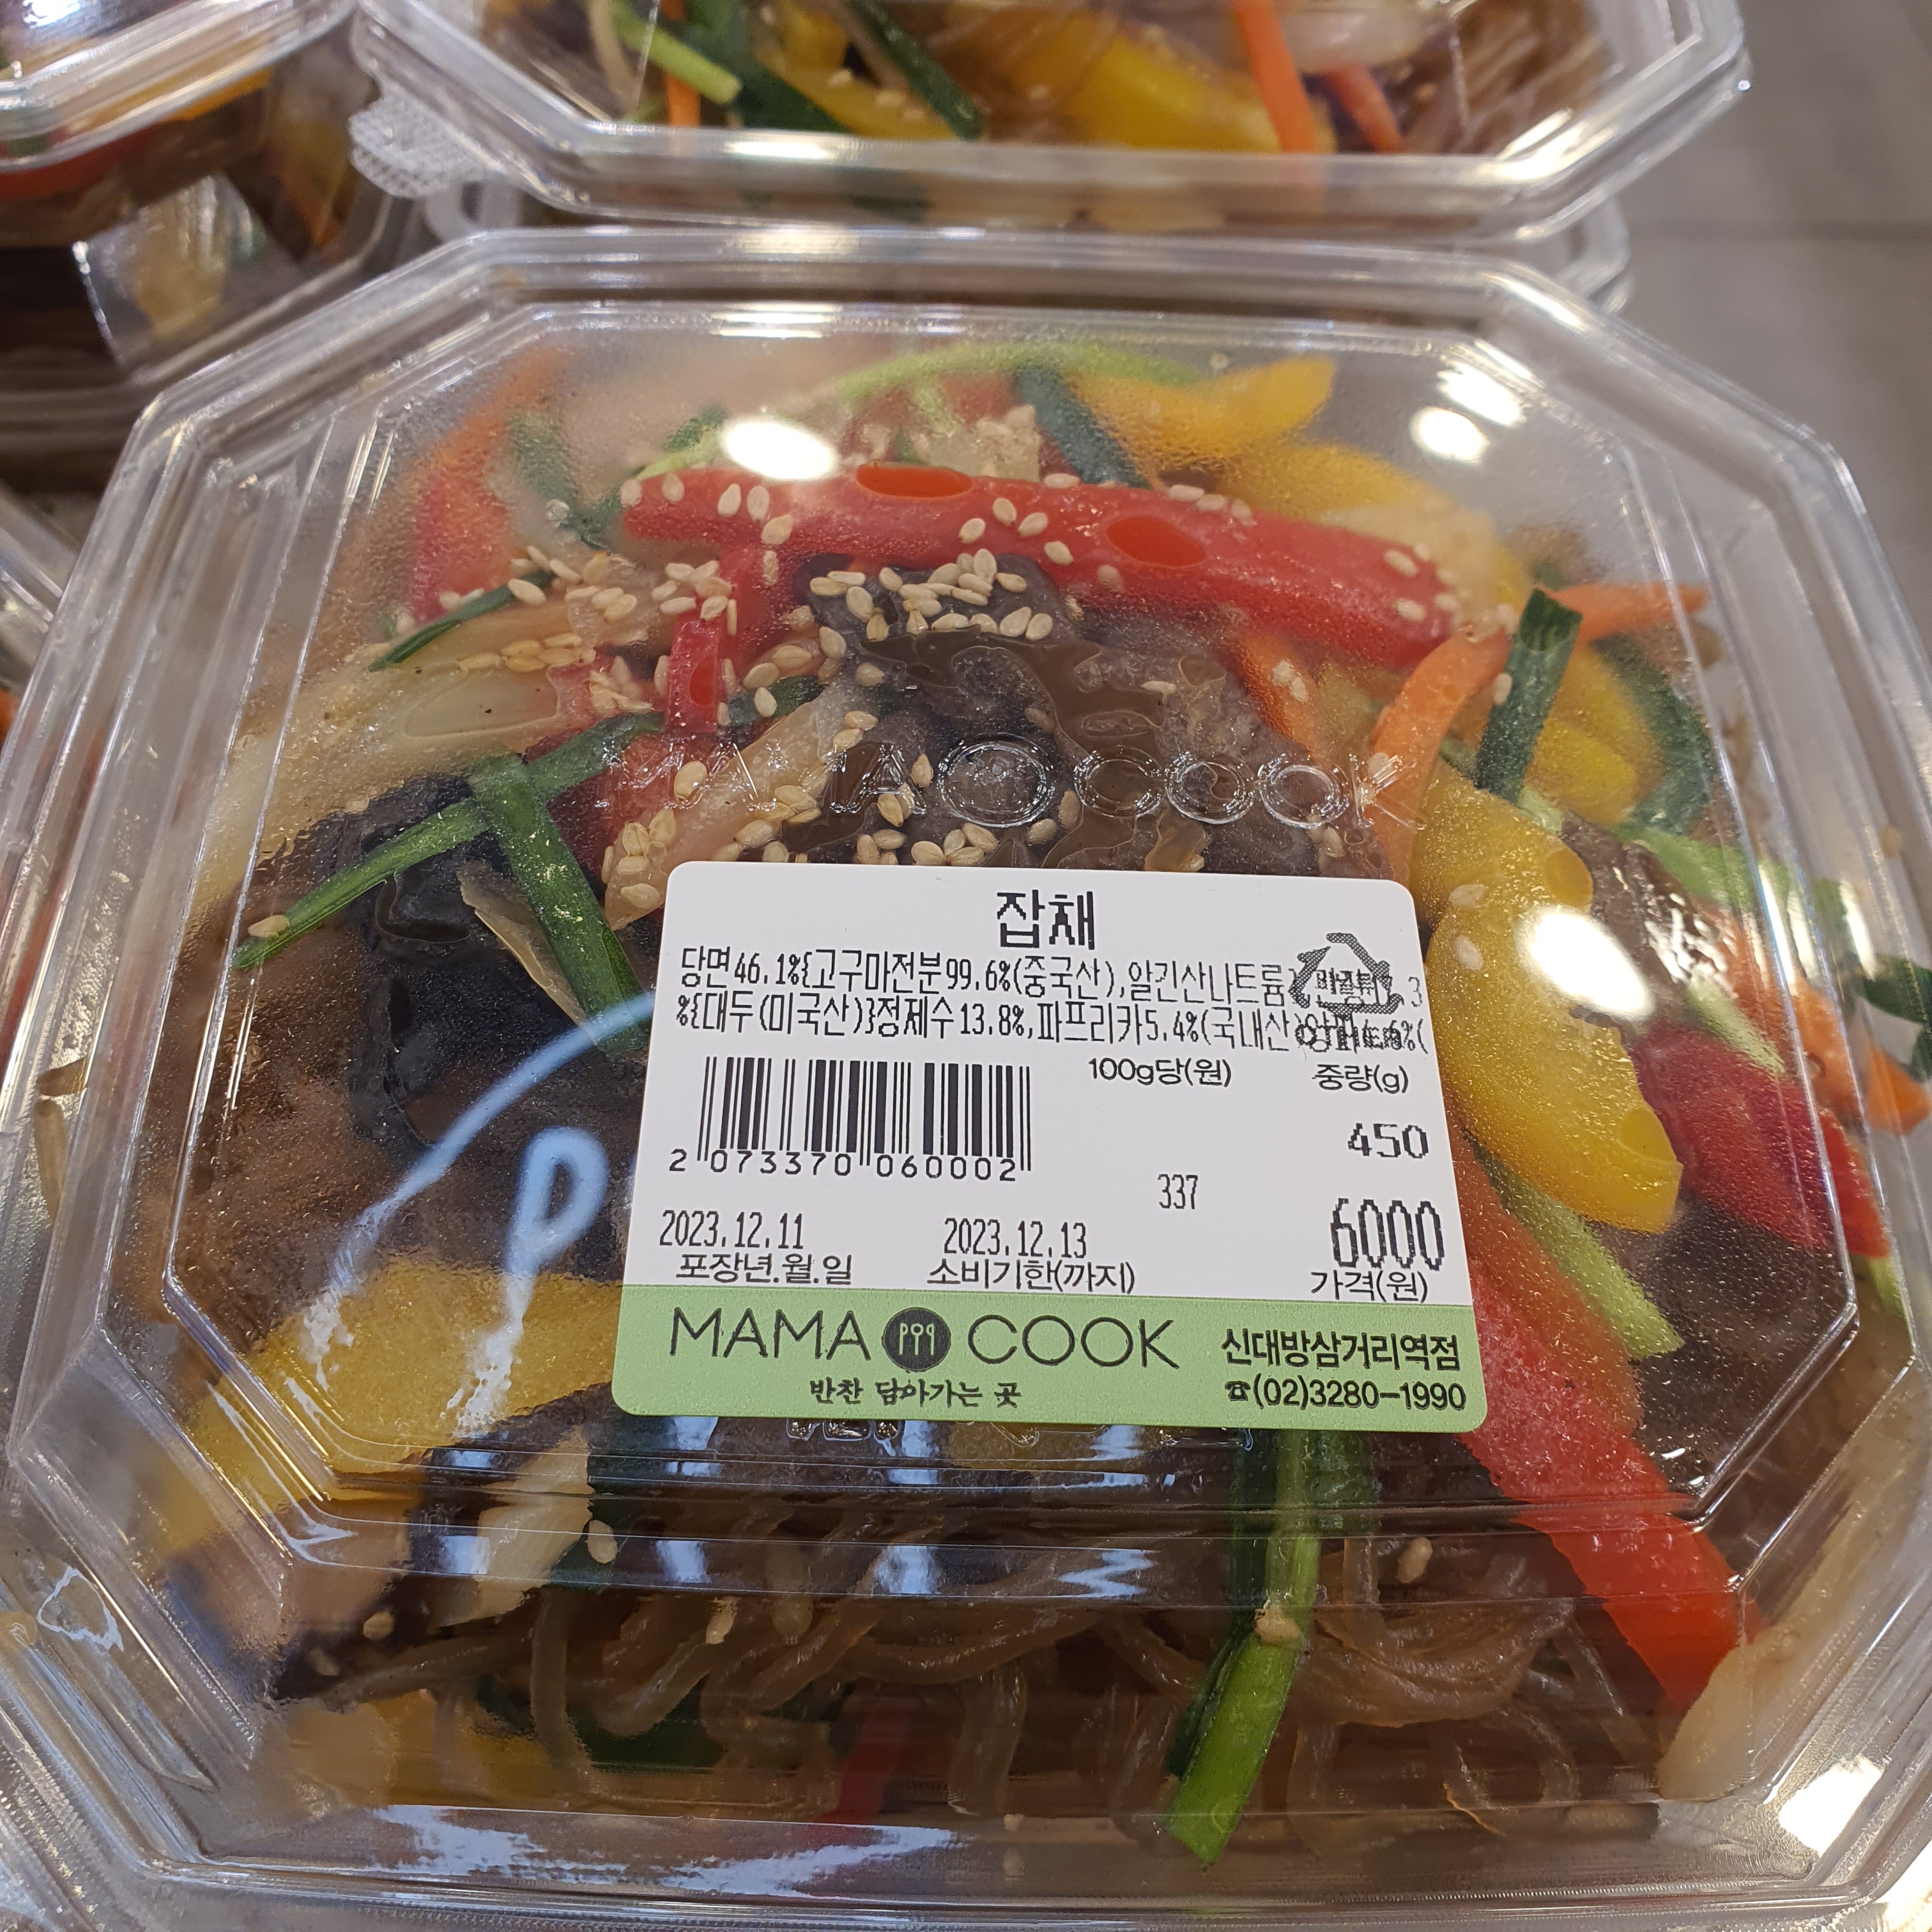 MAMA COOK
잡채
당면46.1%{고구마전분99.6%(중국산),알긴산나트륨
%{대두(미국산)}정제수13.8%,파프리카5.4%(국내산)
100g당(원) 중량(g)
450
2 073370 060002
337
2023.12.11 2023.12.13 6000
포장년.월.일 소비기한(까지) 가격(원)
MAMA COOK 신대방삼거리역점
반찬 담아가는 곳 ☎(02)3280-1990